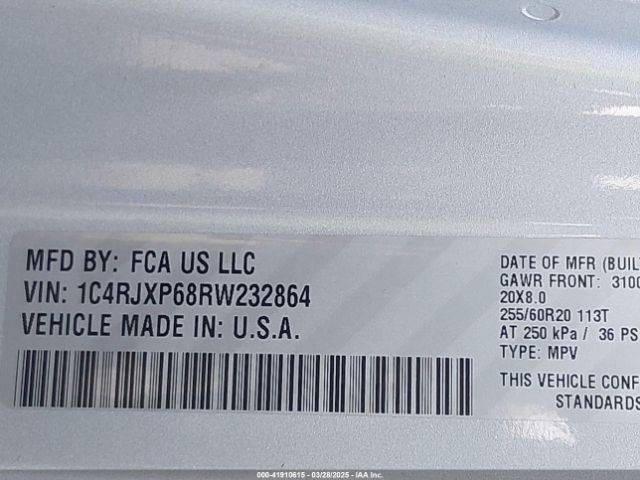 MFD BY: FCA US LLC
VIN: 1C4RJXP68RW232864
VEHICLE MADE IN: U.S.A.
DATE OF MFR (BUIL
GAWR FRONT: 3100
20X8.0
255/60R20 113T
AT 250 kPa / 36 PS
TYPE: MPV
THIS VEHICLE CONF
STANDARDS
000-41910615 - 03/28/2025 - IAA Inc.